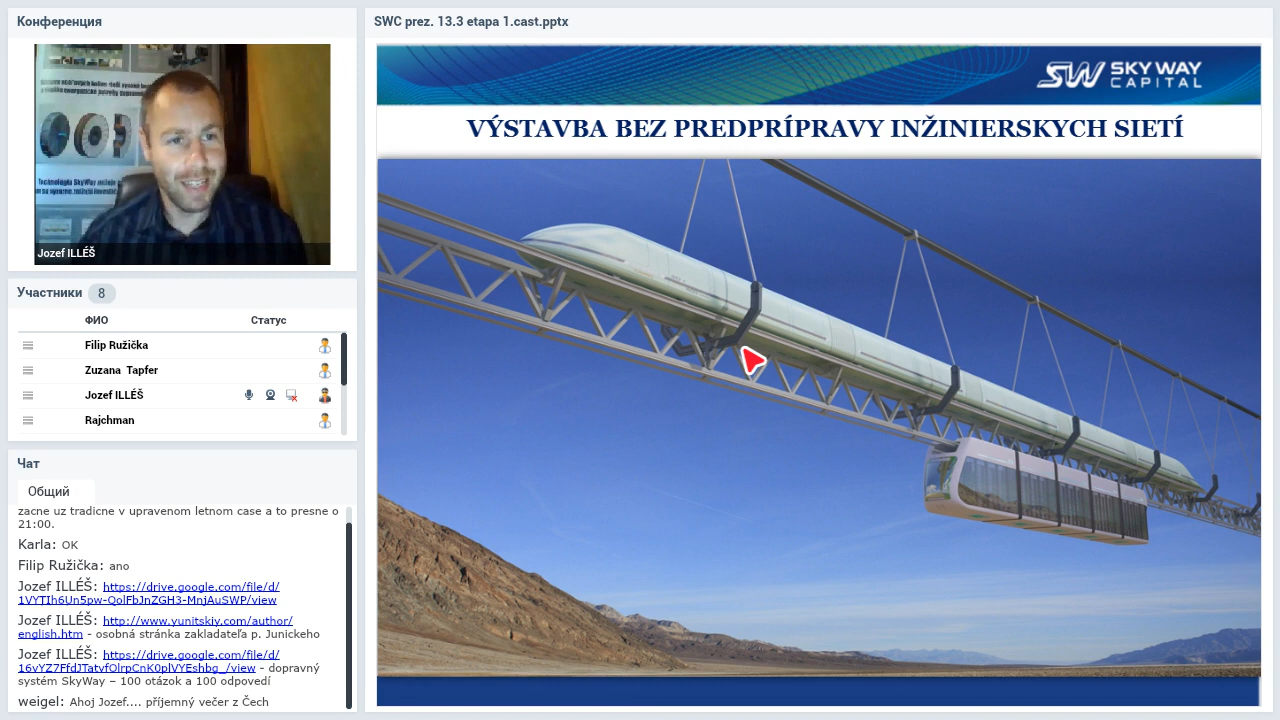 Конференция
Jozef ILLÉŠ
Участники 8
ФИО Статус
Filip Ružička
Zuzana Tapfer
Jozef ILLÉŠ
Rajchman
Чат
Общий
zacne uz tradicne v upravenom letnom case a to presne o
21:00.
Karla: OK
Filip Ružička: ano
Jozef ILLÉŠ: https://drive.google.com/file/d/
1VYTIh6Un5pw-QolFbJnZGH3-MnjAuSWP/view
Jozef ILLÉŠ: http://www.yunitskiy.com/author/
english.htm - osobná stránka zakladateľa p. Junického
Jozef ILLÉŠ: https://drive.google.com/file/d/
16vYZ7FfdJTatvfOlrpCnK0plVYEshbg_/view - dopravný
systém SkyWay – 100 otázok a 100 odpovedí
weigel: Ahoj Jozef.... příjemný večer z Čech
SWC prez. 13.3 etapa 1.cast.pptx
SW SKY WAY
CAPITAL
VÝSTAVBA BEZ PREDPRÍPRAVY INŽINIERSKYCH SIETÍ